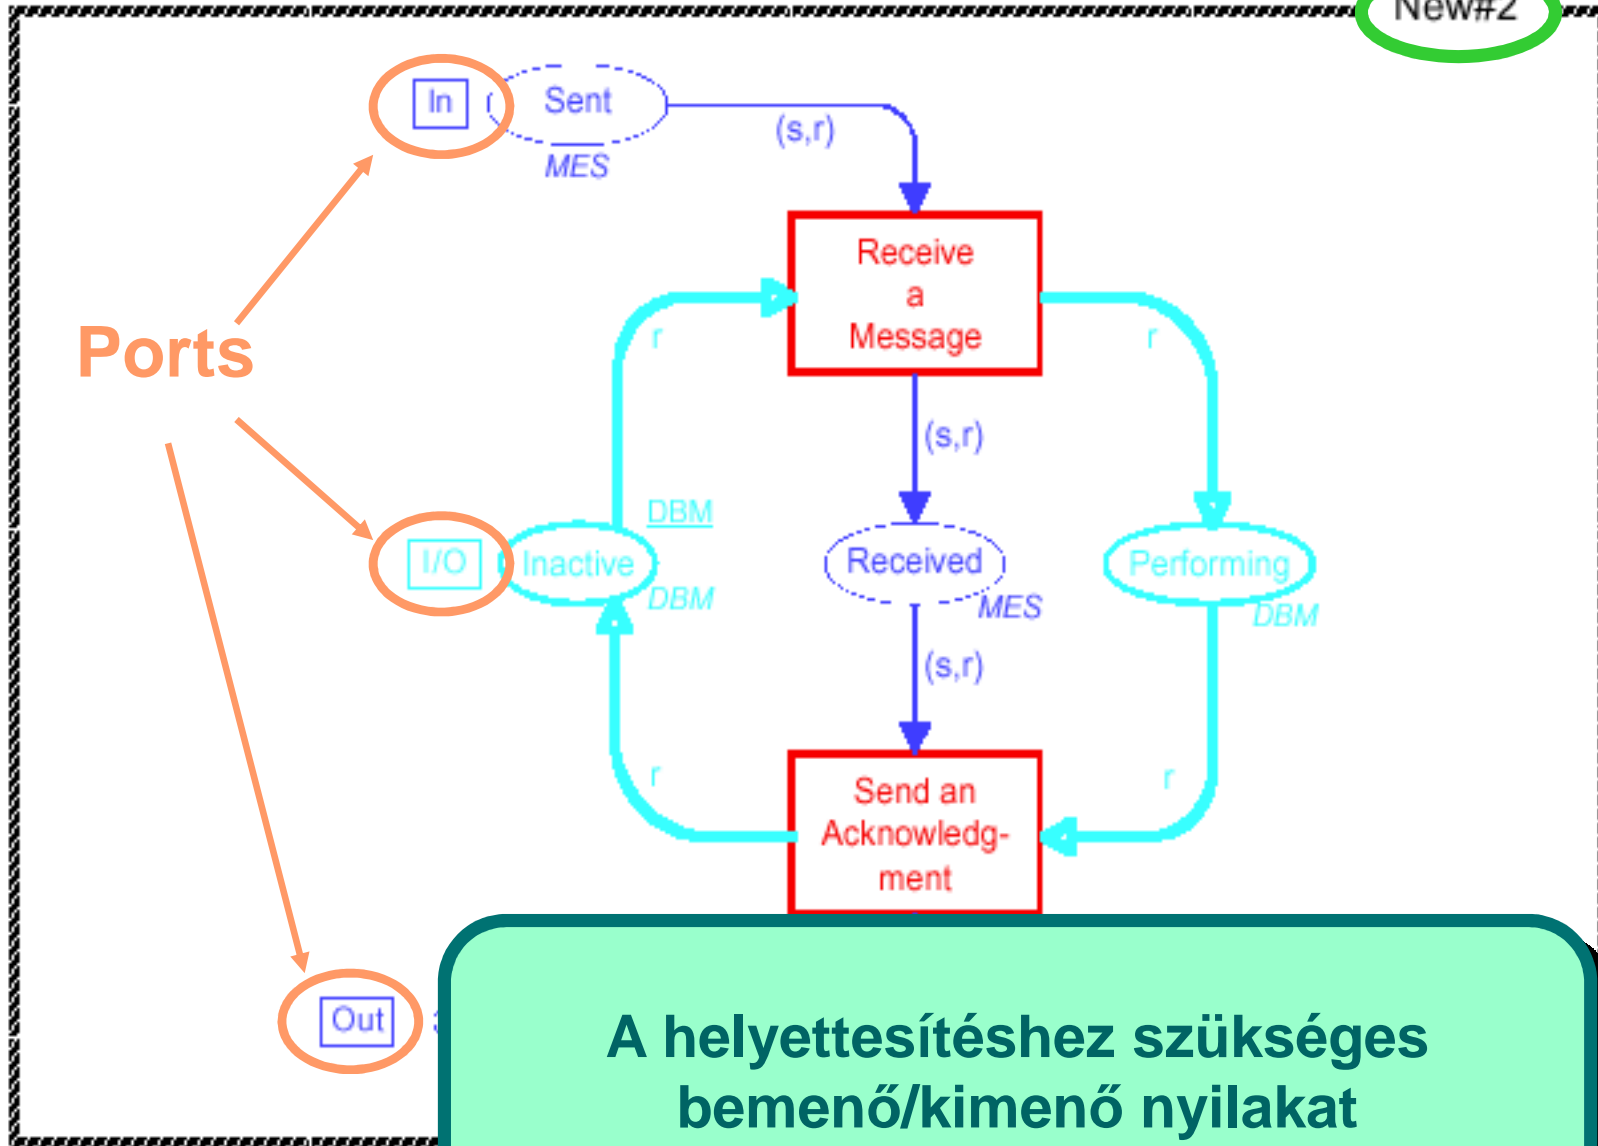 New#2
In
Sent
(s,r)
MES
Receive
a
Message
r
r
Ports
(s,r)
DBM
I/O
Inactive
Received
Performing
DBM
MES
DBM
(s,r)
r
r
Send an
Acknowledg-
ment
Out
A helyettesítéshez szükséges
bemenő/kimenő nyilakat